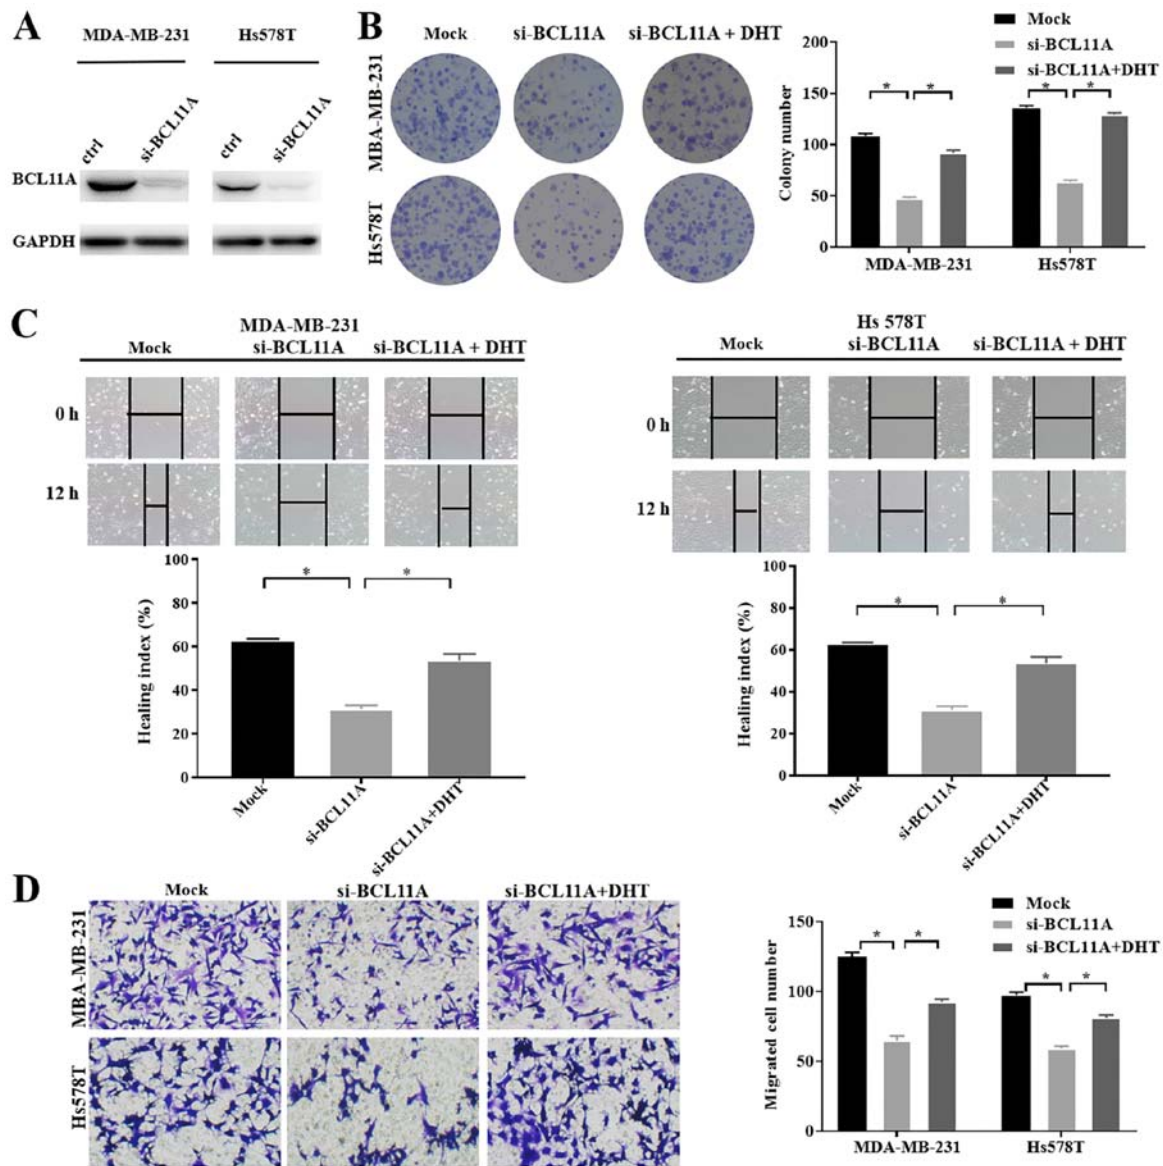 A
MDA-MB-231 Hs578T
ctrl si-BCL11A ctrl si-BCL11A
BCL11A
GAPDH
B
Mock si-BCL11A si-BCL11A + DHT
MBA-MB-231
Hs578T
Mock
si-BCL11A
si-BCL11A+DHT
Colony number
200
150
100
50
0
* * * *
MDA-MB-231 Hs578T
C
MDA-MB-231
Mock si-BCL11A si-BCL11A + DHT
0 h
12 h
Healing index (%)
100
80
60
40
20
0
* *
Mock si-BCL11A si-BCL11A+DHT
Hs 578T
Mock si-BCL11A si-BCL11A + DHT
0 h
12 h
Healing index (%)
100
80
60
40
20
0
* *
Mock si-BCL11A si-BCL11A+DHT
D
Mock si-BCL11A si-BCL11A+DHT
MBA-MB-231
Hs578T
Mock
si-BCL11A
si-BCL11A+DHT
Migrated cell number
150
100
50
0
* * * *
MDA-MB-231 Hs578T